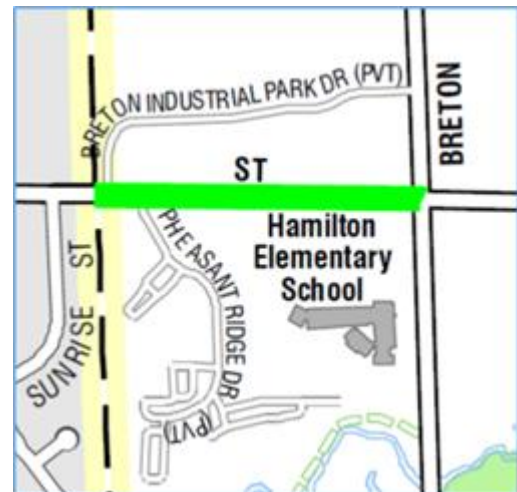 BRETON INDUSTRIAL PARK DR (PVT)
BRETON
ST
Hamilton
Elementary
School
PHEASANT RIDGE DR
(PVT)
SUNRISE ST